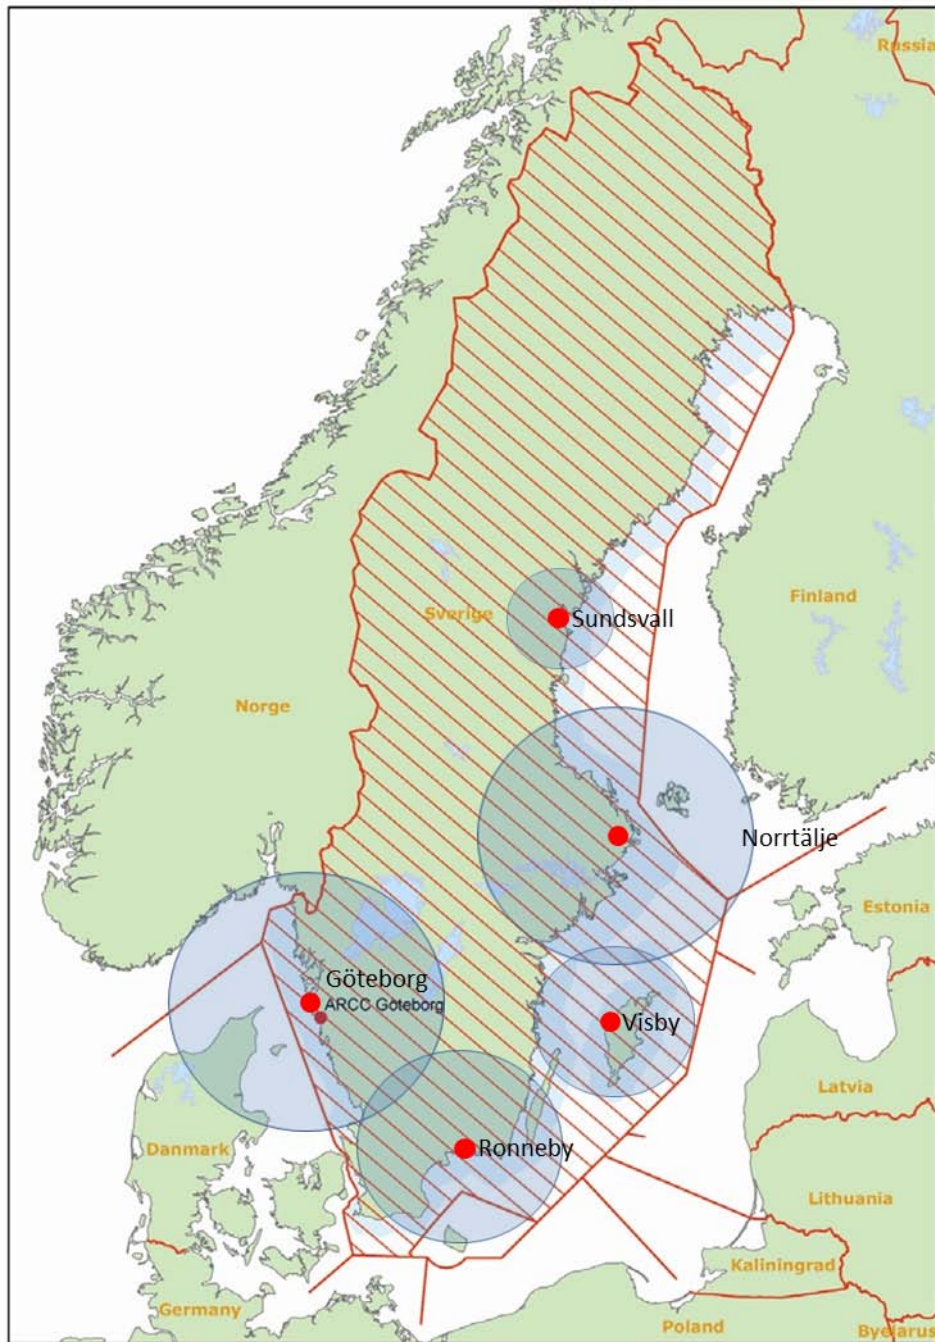 Russia
Sverige
Sundsvall
Finland
Norge
Norrtälje
Estonia
Göteborg
ARCC Göteborg
Visby
Latvia
Danmark
Ronneby
Lithuania
Kaliningrad
Germany
Poland
Byelarus